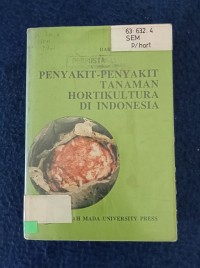 63 632 4
SEM
P/hort
PENYAKIT-PENYAKIT
TANAMAN
HORTIKULTURA
DI INDONESIA
MADA UNIVERSITY PRESS